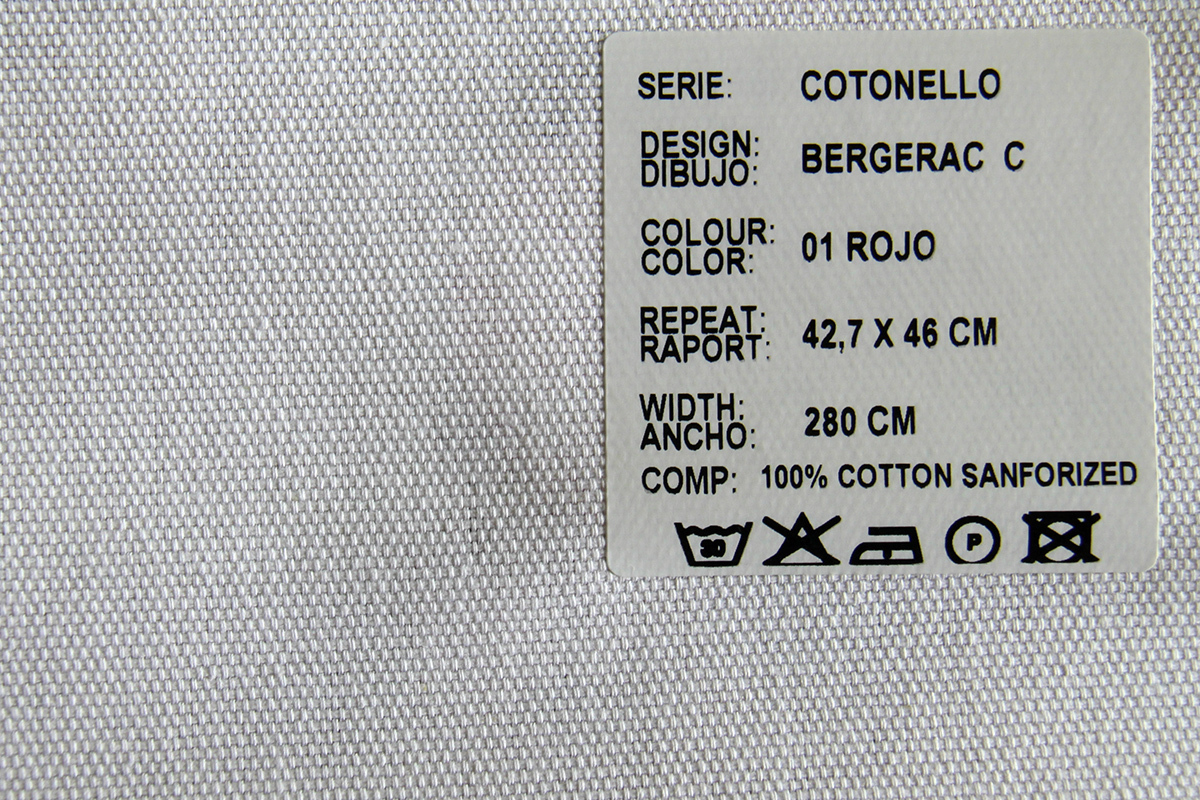 SERIE: COTONELLO
DESIGN:
DIBUJO: BERGERAC C
COLOUR:
COLOR: 01 ROJO
REPEAT:
RAPORT: 42,7 X 46 CM
WIDTH:
ANCHO: 280 CM
COMP: 100% COTTON SANFORIZED
30 P